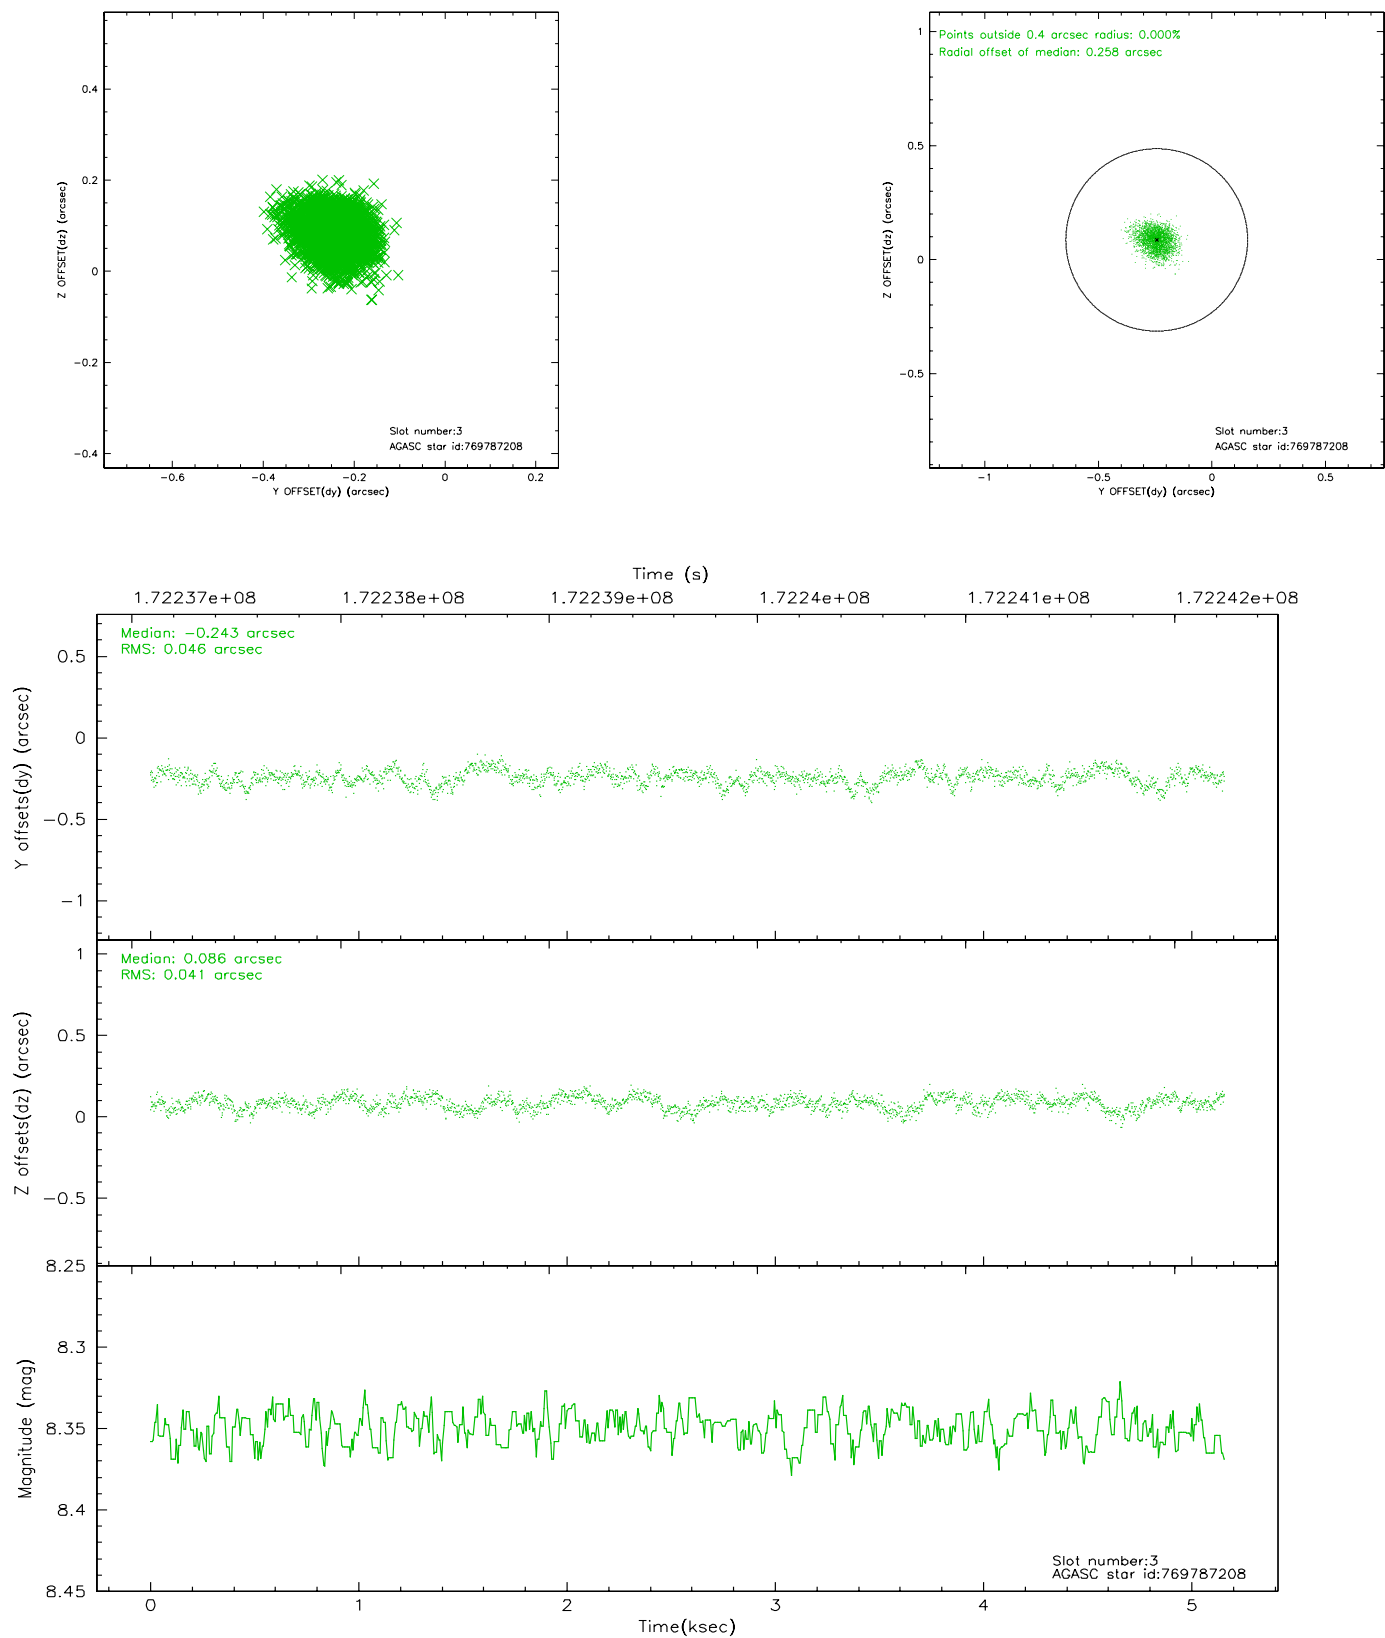 0.4
0.2
0
−0.2
−0.4
Z OFFSET(dz) (arcsec)
−0.6
−0.4
−0.2
0
0.2
Y OFFSET(dy) (arcsec)
Slot number:3
AGASC star id:769787208
Points outside 0.4 arcsec radius: 0.000%
Radial offset of median: 0.258 arcsec
1
0.5
0
−0.5
Z OFFSET(dz) (arcsec)
−1
−0.5
0
0.5
Y OFFSET(dy) (arcsec)
Slot number:3
AGASC star id:769787208
Time (s)
1.72237e+08
1.72238e+08
1.72239e+08
1.7224e+08
1.72241e+08
1.72242e+08
Median: −0.243 arcsec
RMS: 0.046 arcsec
0.5
0
−0.5
−1
Y offsets(dy) (arcsec)
Median: 0.086 arcsec
RMS: 0.041 arcsec
1
0.5
0
−0.5
Z offsets(dz) (arcsec)
8.25
8.3
8.35
8.4
8.45
Magnitude (mag)
Slot number:3
AGASC star id:769787208
0
1
2
3
4
5
Time(ksec)